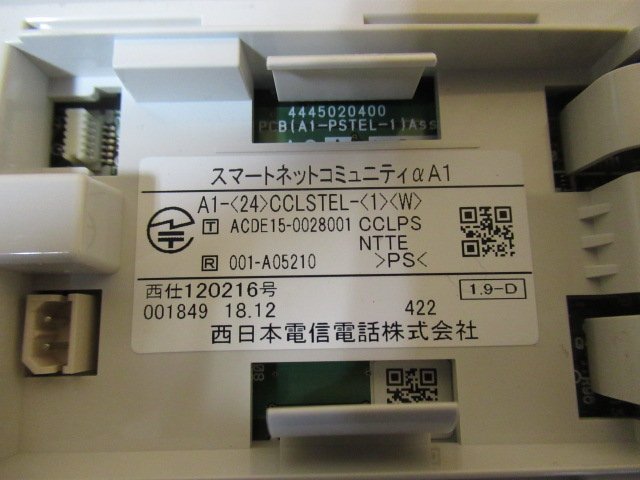 4445020400
PCB(A1-PSTEL-1)Ass
スマートネットコミュニティαA1
A1-<24>CCLSTEL-<1><W>
T ACDE15-0028001 CCLPS
NTTE
R 001-A05210 >PS<
西仕120216号 1.9-D
001849 18.12 422
西日本電信電話株式会社